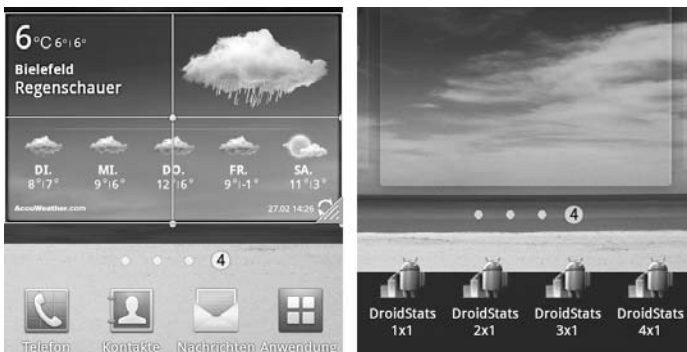 6°C 6°|6°
Bielefeld
Regenschauer
DI. MI. DO. FR. SA.
8°|7° 9°|6° 12°|6° 9°|-1° 11°|3°
AccuWeather.com 27.02 14:26
4
Telefon Kontakte Nachrichten Anwendung
4
DroidStats DroidStats DroidStats DroidStats
1x1 2x1 3x1 4x1